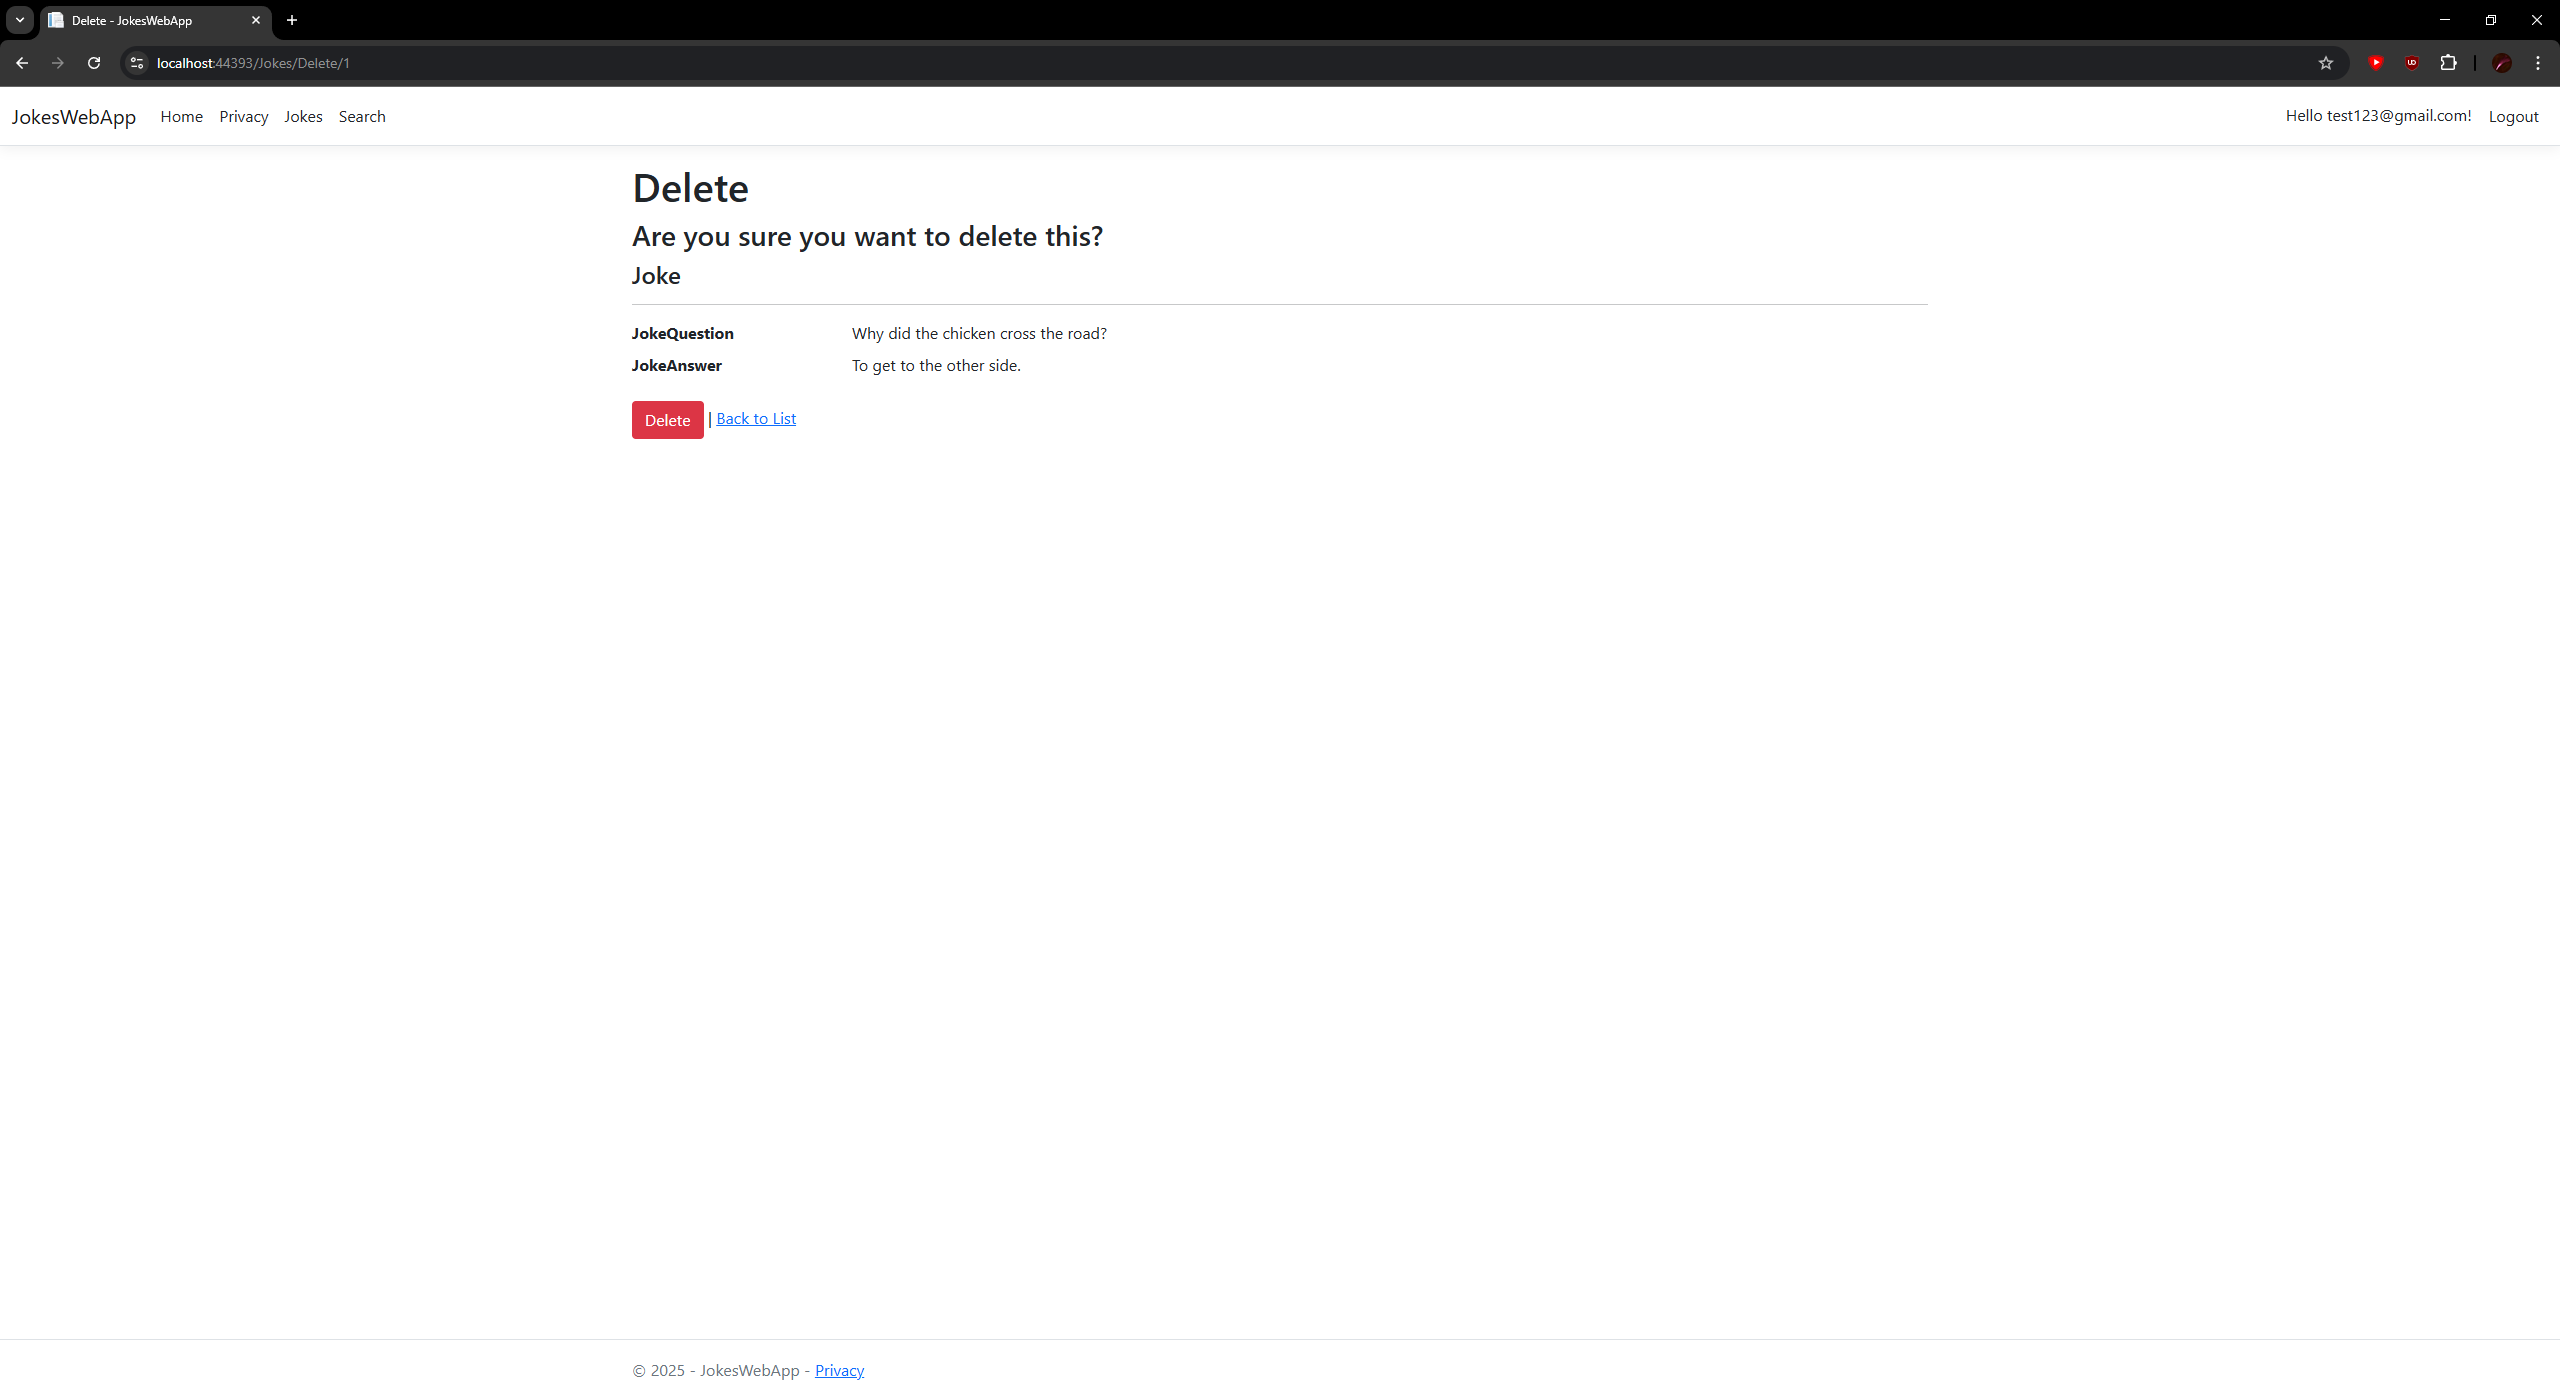 Delete - JokesWebApp
localhost:44393/Jokes/Delete/1
JokesWebApp Home Privacy Jokes Search Hello test123@gmail.com! Logout
Delete
Are you sure you want to delete this?
Joke
JokeQuestion Why did the chicken cross the road?
JokeAnswer To get to the other side.
Delete | Back to List
© 2025 - JokesWebApp - Privacy